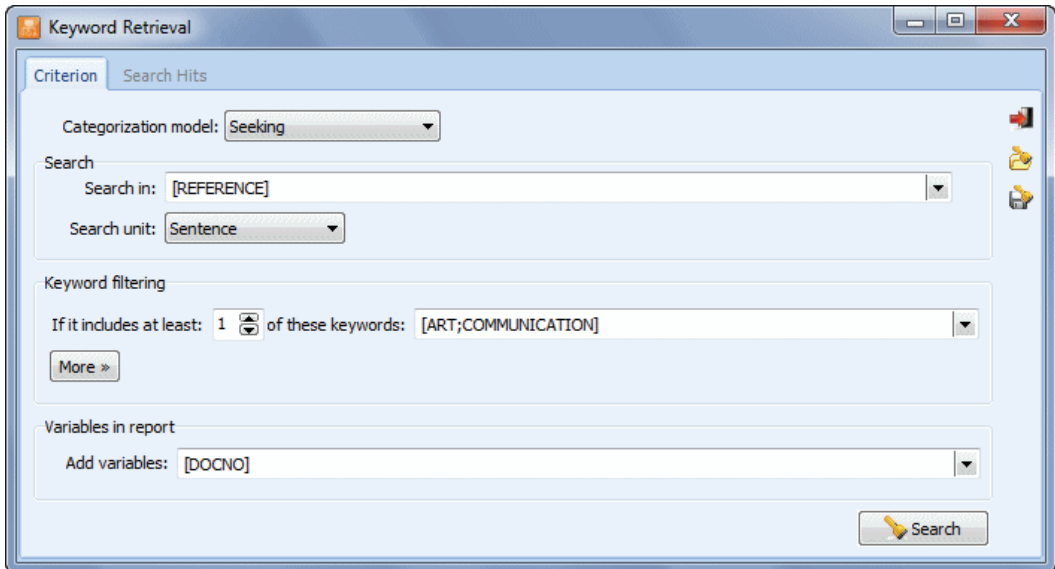 Keyword Retrieval
Criterion Search Hits
Categorization model: Seeking
Search
Search in: [REFERENCE]
Search unit: Sentence
Keyword filtering
If it includes at least: 1 of these keywords: [ART;COMMUNICATION]
More »
Variables in report
Add variables: [DOCNO]
Search